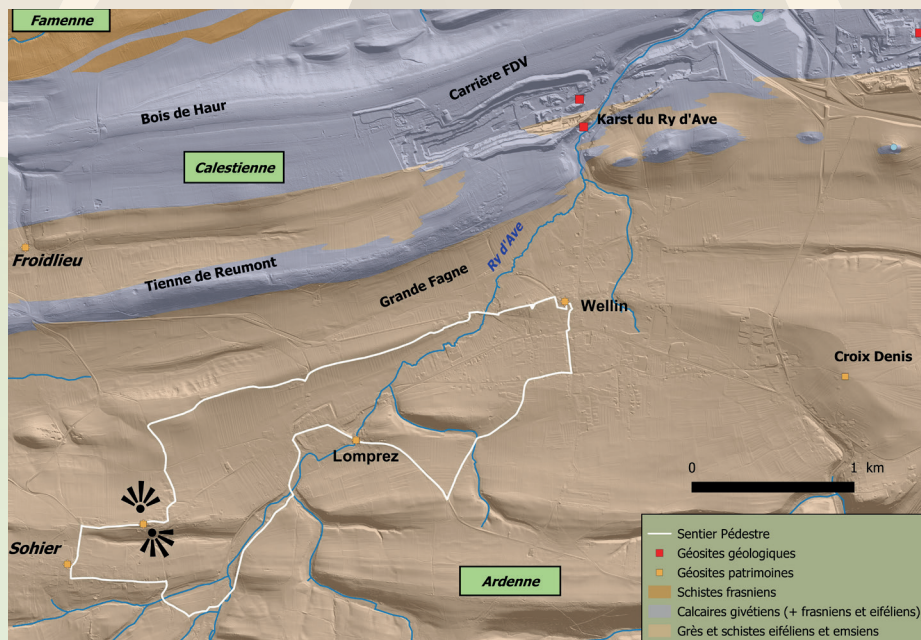 Famenne
Bois de Haur
Carrière FDV
Karst du Ry d'Ave
Calestienne
Froidlieu
Tienne de Reumont
Grande Fagne
Ry d'Ave
Wellin
Croix Denis
Lomprez
0 1 km
Sohier
Ardenne
Sentier Pédestre
Géosites géologiques
Géosites patrimoines
Schistes frasniens
Calcaires givétiens (+ frasniens et eiféliens)
Grès et schistes eiféliens et emsiens